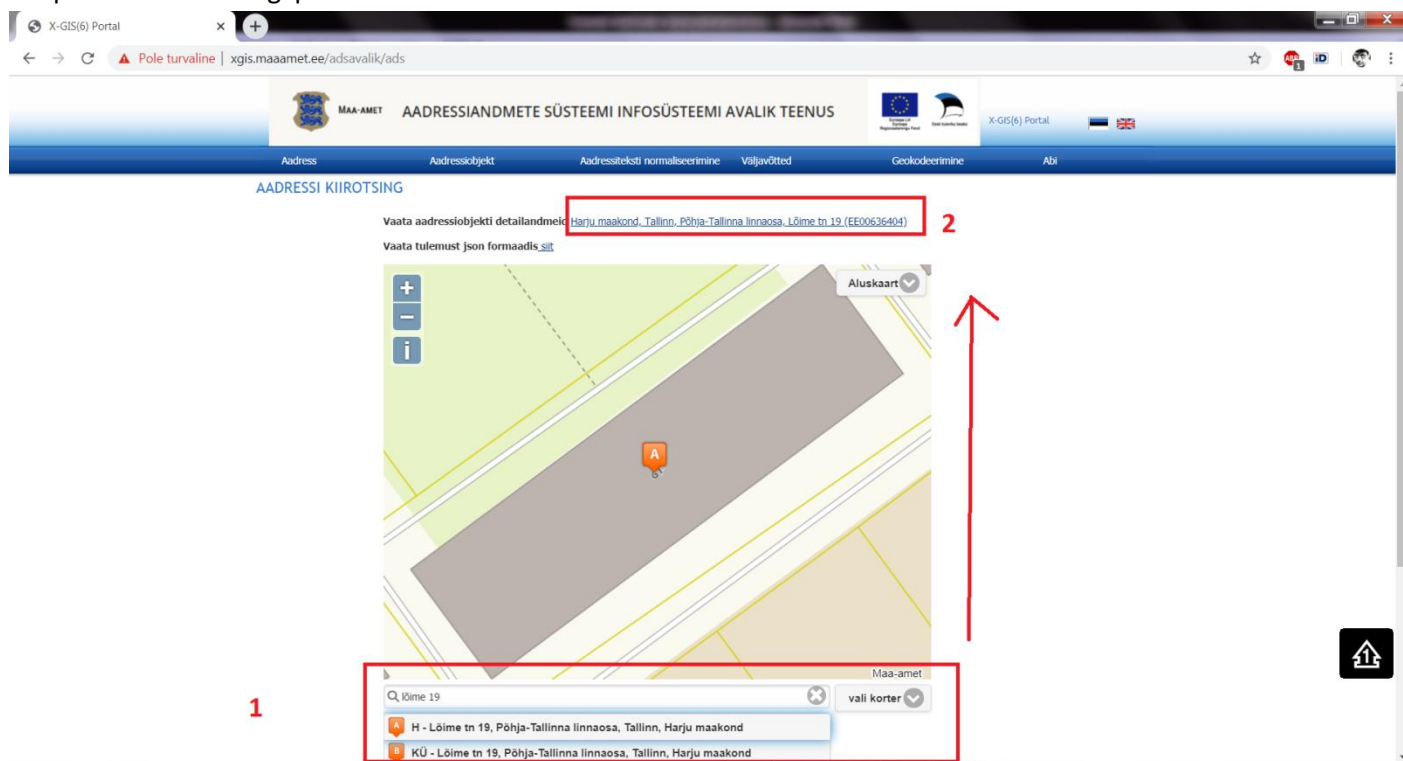 X-GIS(6) Portal
Pole turvaline | xgis.maaamet.ee/adsavalik/ads
MAA-AMET AADRESSIANDMETE SÜSTEEMI INFOSÜSTEEMI AVALIK TEENUS
X-GIS(6) Portal
Aadress Aadressiobjekt Aadressiteksti normaliseerimine Väljavõtted Geokodeerimine Abi
AADRESSI KIIROTSING
Vaata aadressiobjekti detailandmeid Harju maakond, Tallinn, Põhja-Tallinna linnaosa, Lõime tn 19 (EE00636404)
2
Vaata tulemust json formaadis siit
+
−
i
Aluskaart
A
19
Maa-amet
1
lõime 19
vali korter
A H - Lõime tn 19, Põhja-Tallinna linnaosa, Tallinn, Harju maakond
B KÜ - Lõime tn 19, Põhja-Tallinna linnaosa, Tallinn, Harju maakond